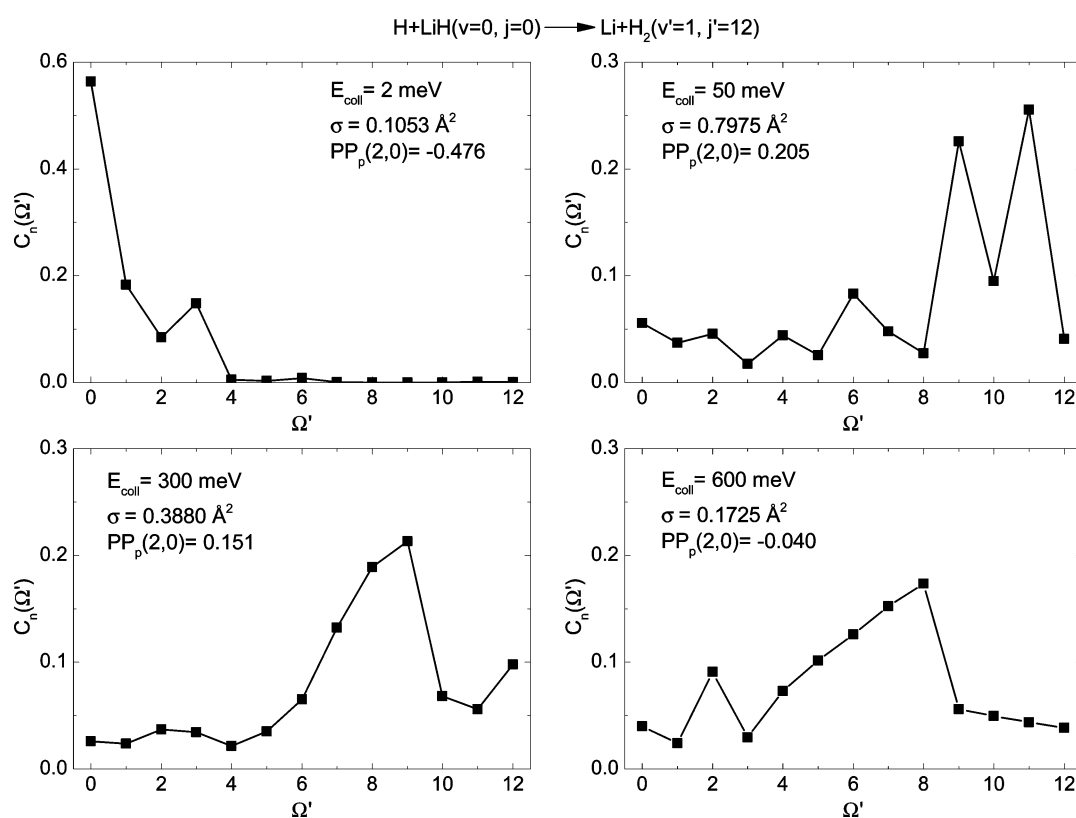 H+LiH(v=0, j=0) ⟶ Li+H₂(v'=1, j'=12)
0.6
0.4
0.2
0.0
Cₙ(Ω')
E_coll= 2 meV
σ = 0.1053 Å²
PPₚ(2,0)= -0.476
0 2 4 6 8 10 12
Ω'
0.3
0.2
0.1
0.0
Cₙ(Ω')
E_coll= 50 meV
σ = 0.7975 Å²
PPₚ(2,0)= 0.205
0 2 4 6 8 10 12
Ω'
0.3
0.2
0.1
0.0
Cₙ(Ω')
E_coll= 300 meV
σ = 0.3880 Å²
PPₚ(2,0)= 0.151
0 2 4 6 8 10 12
Ω'
0.3
0.2
0.1
0.0
Cₙ(Ω')
E_coll= 600 meV
σ = 0.1725 Å²
PPₚ(2,0)= -0.040
0 2 4 6 8 10 12
Ω'